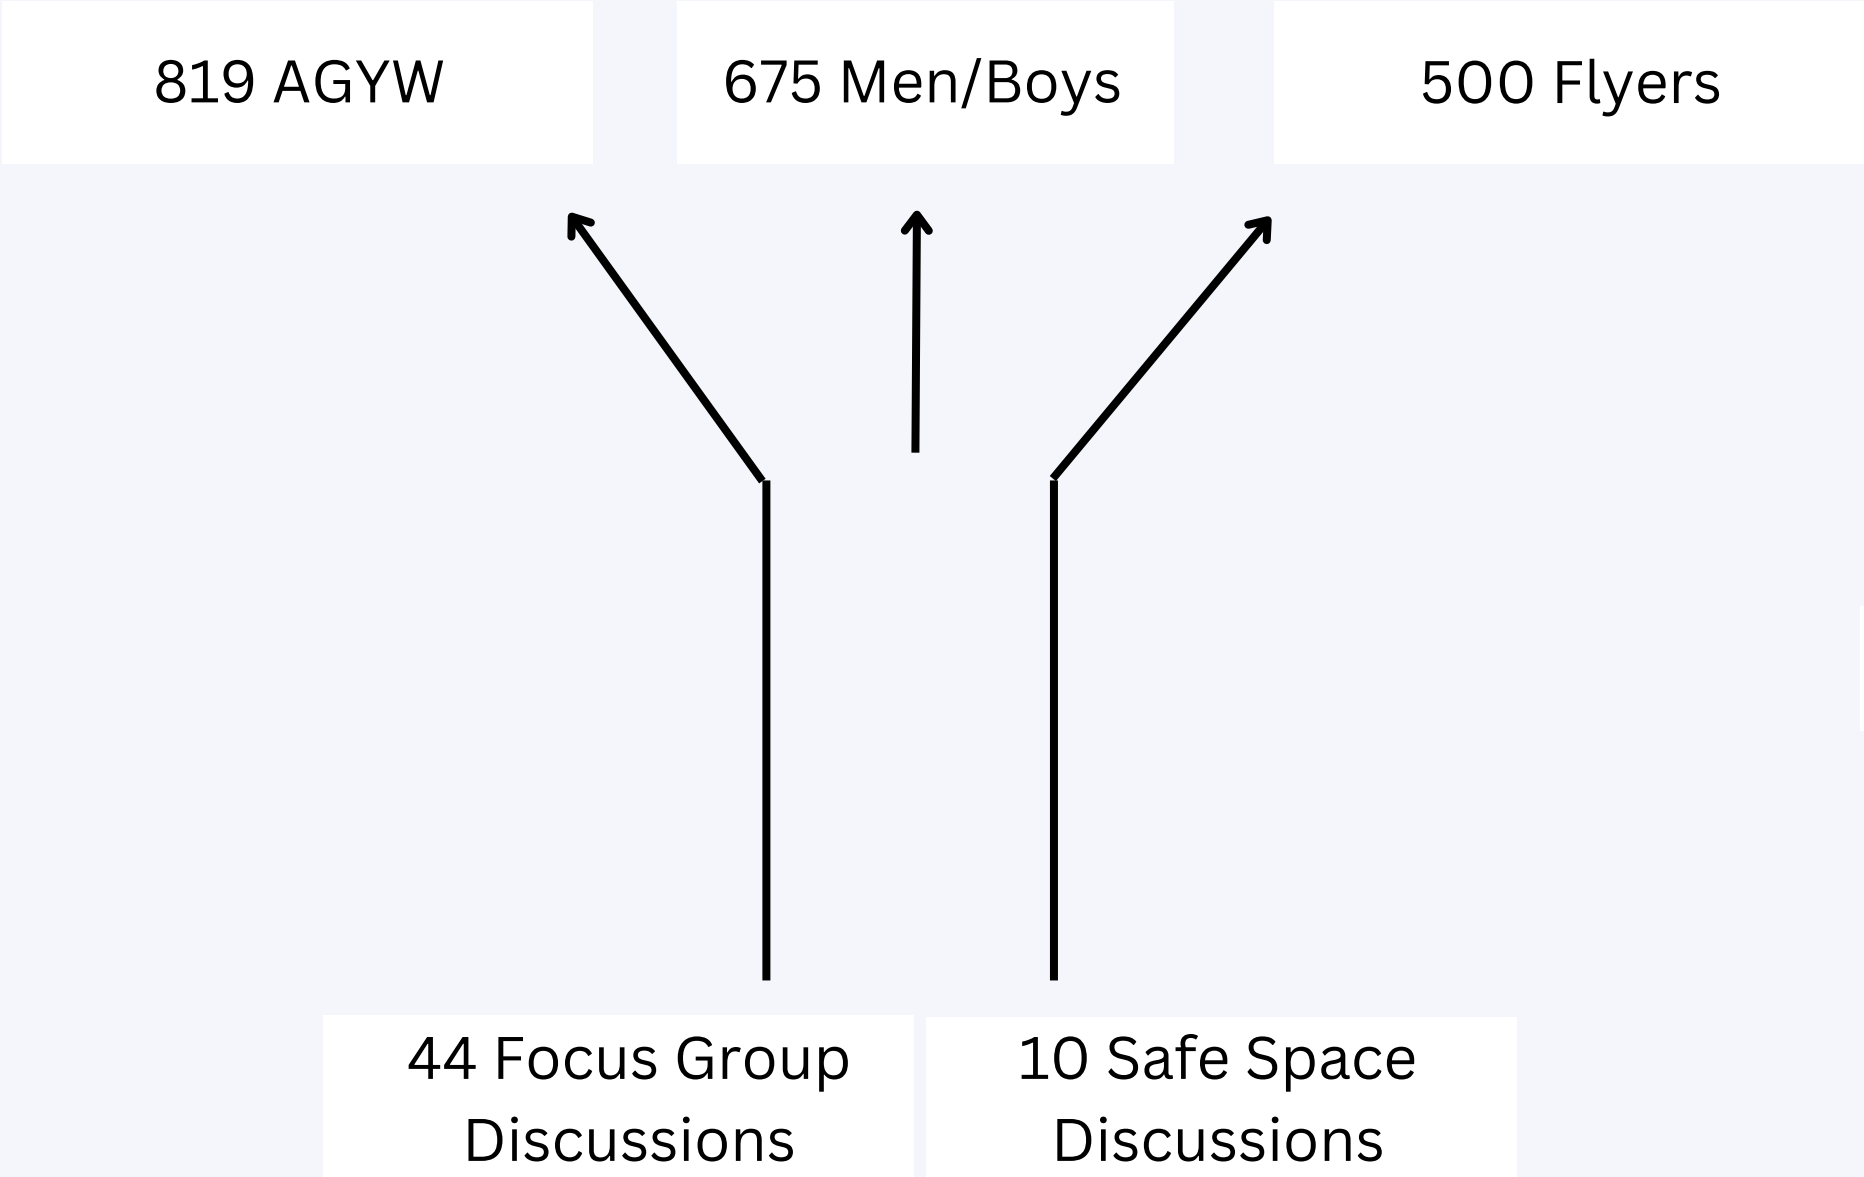 819 AGYW
675 Men/Boys
500 Flyers
44 Focus Group
Discussions
10 Safe Space
Discussions